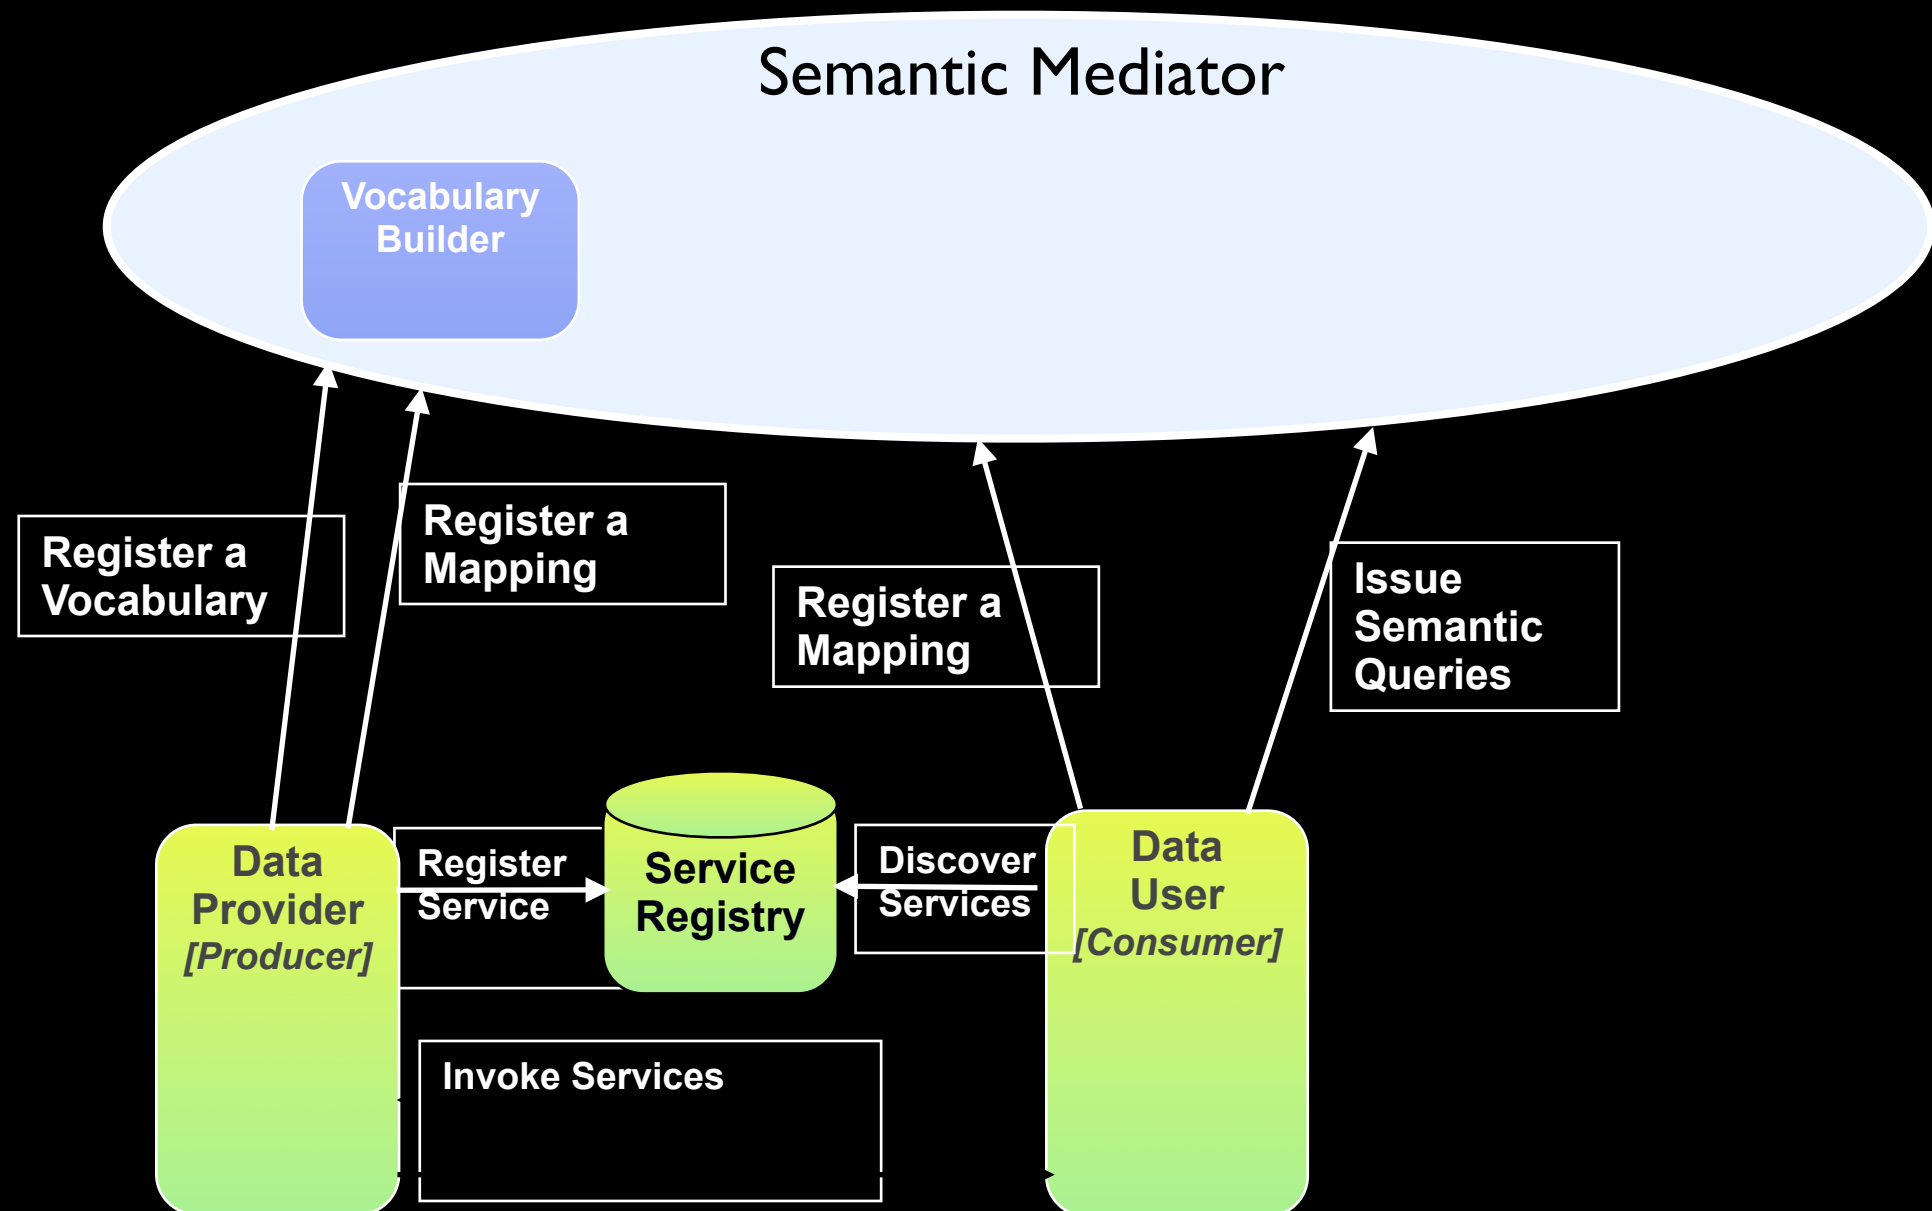 Semantic Mediator
Vocabulary
Builder
Register a
Vocabulary
Register a
Mapping
Register a
Mapping
Issue
Semantic
Queries
Data
Provider
[Producer]
Register
Service
Service
Registry
Discover
Services
Data
User
[Consumer]
Invoke Services